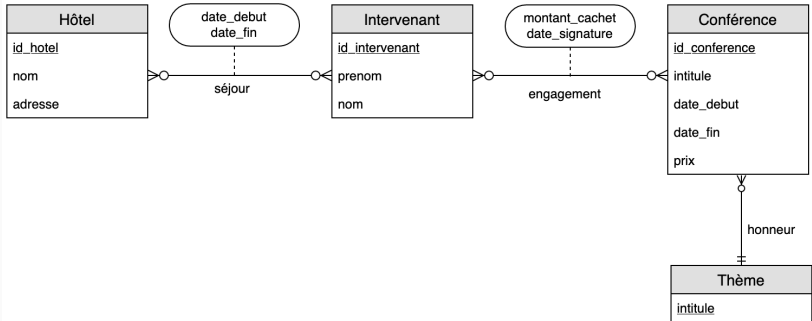 Hôtel
id_hotel
nom
adresse
date_debut
date_fin
séjour
Intervenant
id_intervenant
prenom
nom
montant_cachet
date_signature
engagement
Conférence
id_conference
intitule
date_debut
date_fin
prix
honneur
Thème
intitule